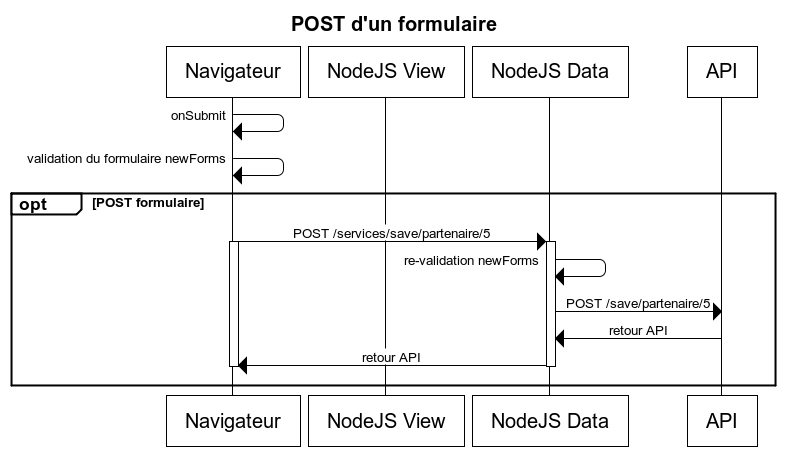 POST d'un formulaire
Navigateur
NodeJS View
NodeJS Data
API
onSubmit
validation du formulaire newForms
opt
[POST formulaire]
POST /services/save/partenaire/5
re-validation newForms
POST /save/partenaire/5
retour API
retour API
Navigateur
NodeJS View
NodeJS Data
API